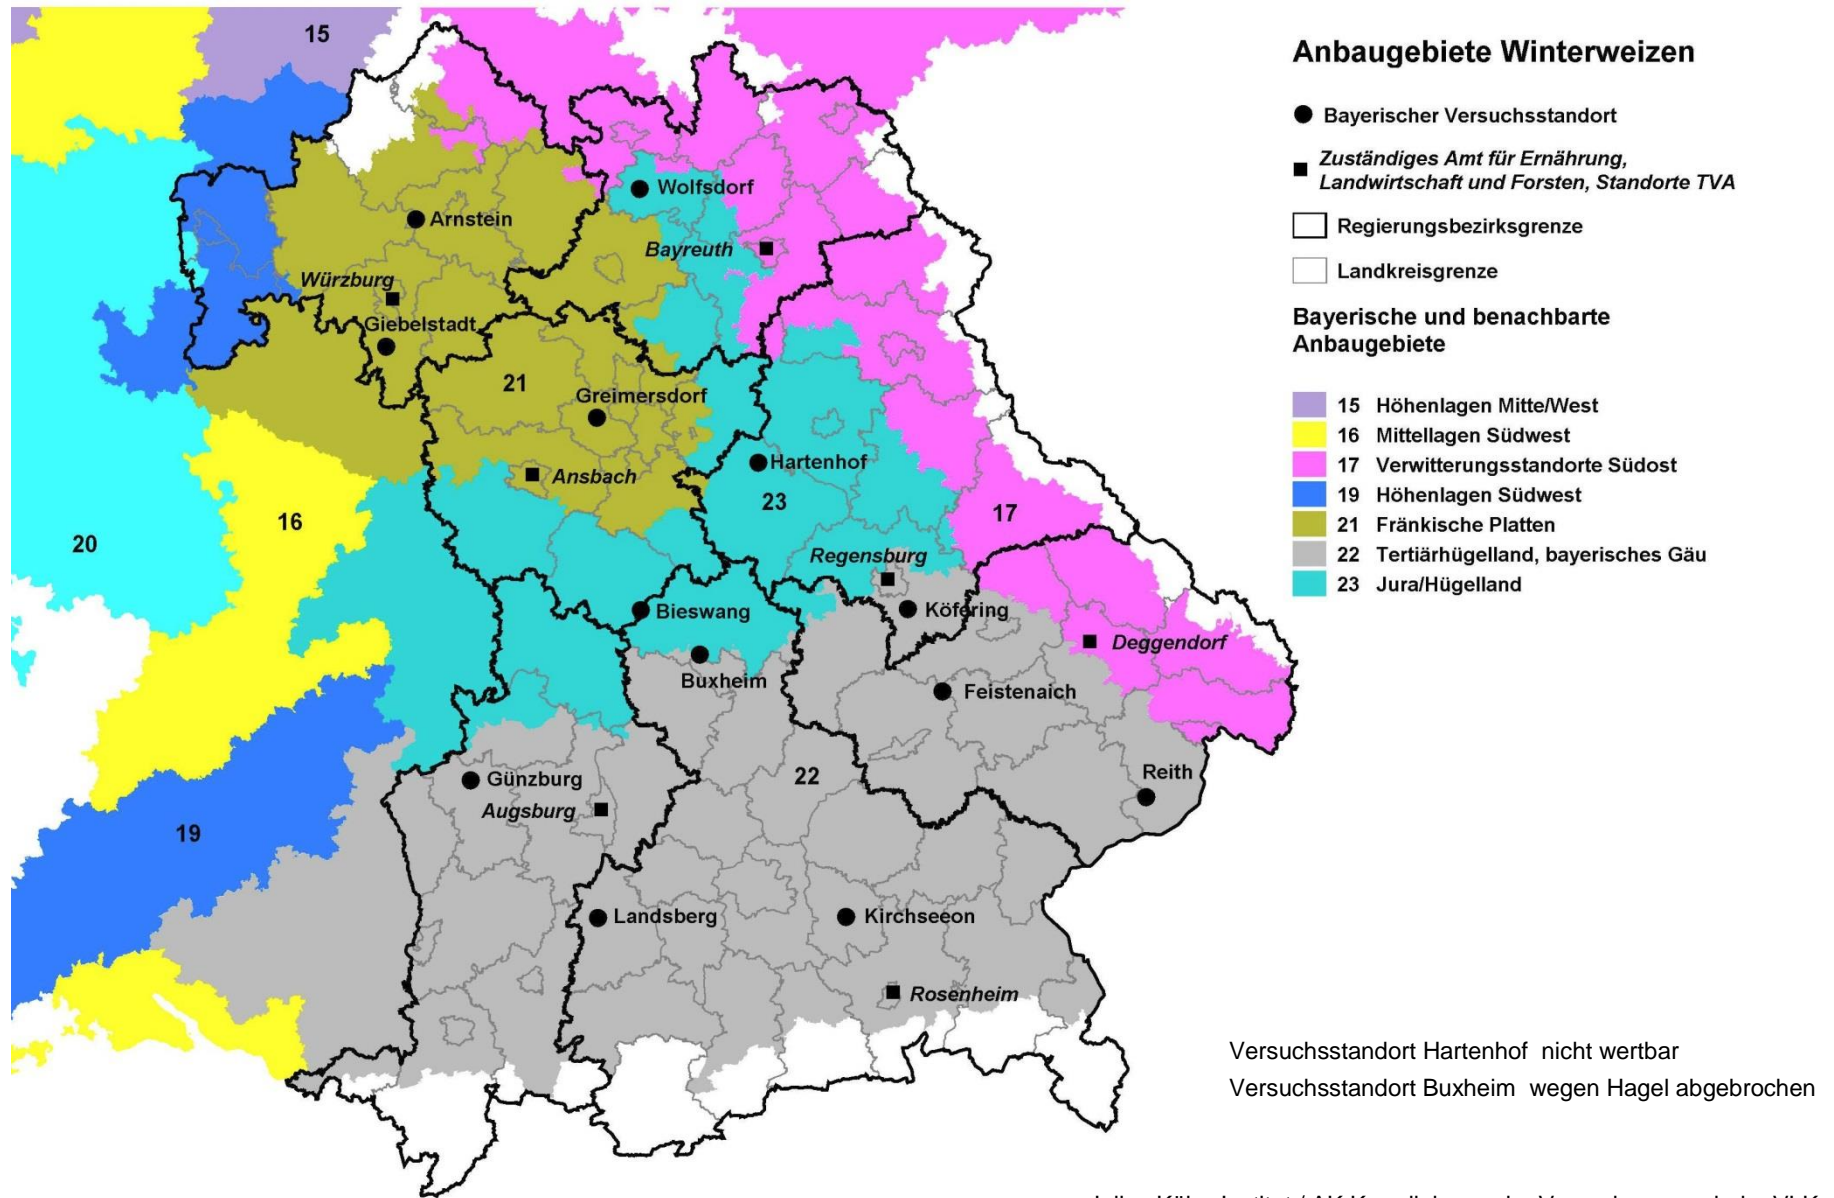 15
Wolfsdorf
Arnstein
Bayreuth
Würzburg
Giebelstadt
21
Greimersdorf
Hartenhof
Ansbach
23
16
17
20
Regensburg
Bieswang
Köfering
Deggendorf
Buxheim
Feistenaich
22
Reith
Günzburg
Augsburg
19
Landsberg
Kirchseeon
Rosenheim
Anbaugebiete Winterweizen
Bayerischer Versuchsstandort
Zuständiges Amt für Ernährung,
Landwirtschaft und Forsten, Standorte TVA
Regierungsbezirksgrenze
Landkreisgrenze
Bayerische und benachbarte
Anbaugebiete
15 Höhenlagen Mitte/West
16 Mittellagen Südwest
17 Verwitterungsstandorte Südost
19 Höhenlagen Südwest
21 Fränkische Platten
22 Tertiärhügelland, bayerisches Gäu
23 Jura/Hügelland
Versuchsstandort Hartenhof nicht wertbar
Versuchsstandort Buxheim wegen Hagel abgebrochen